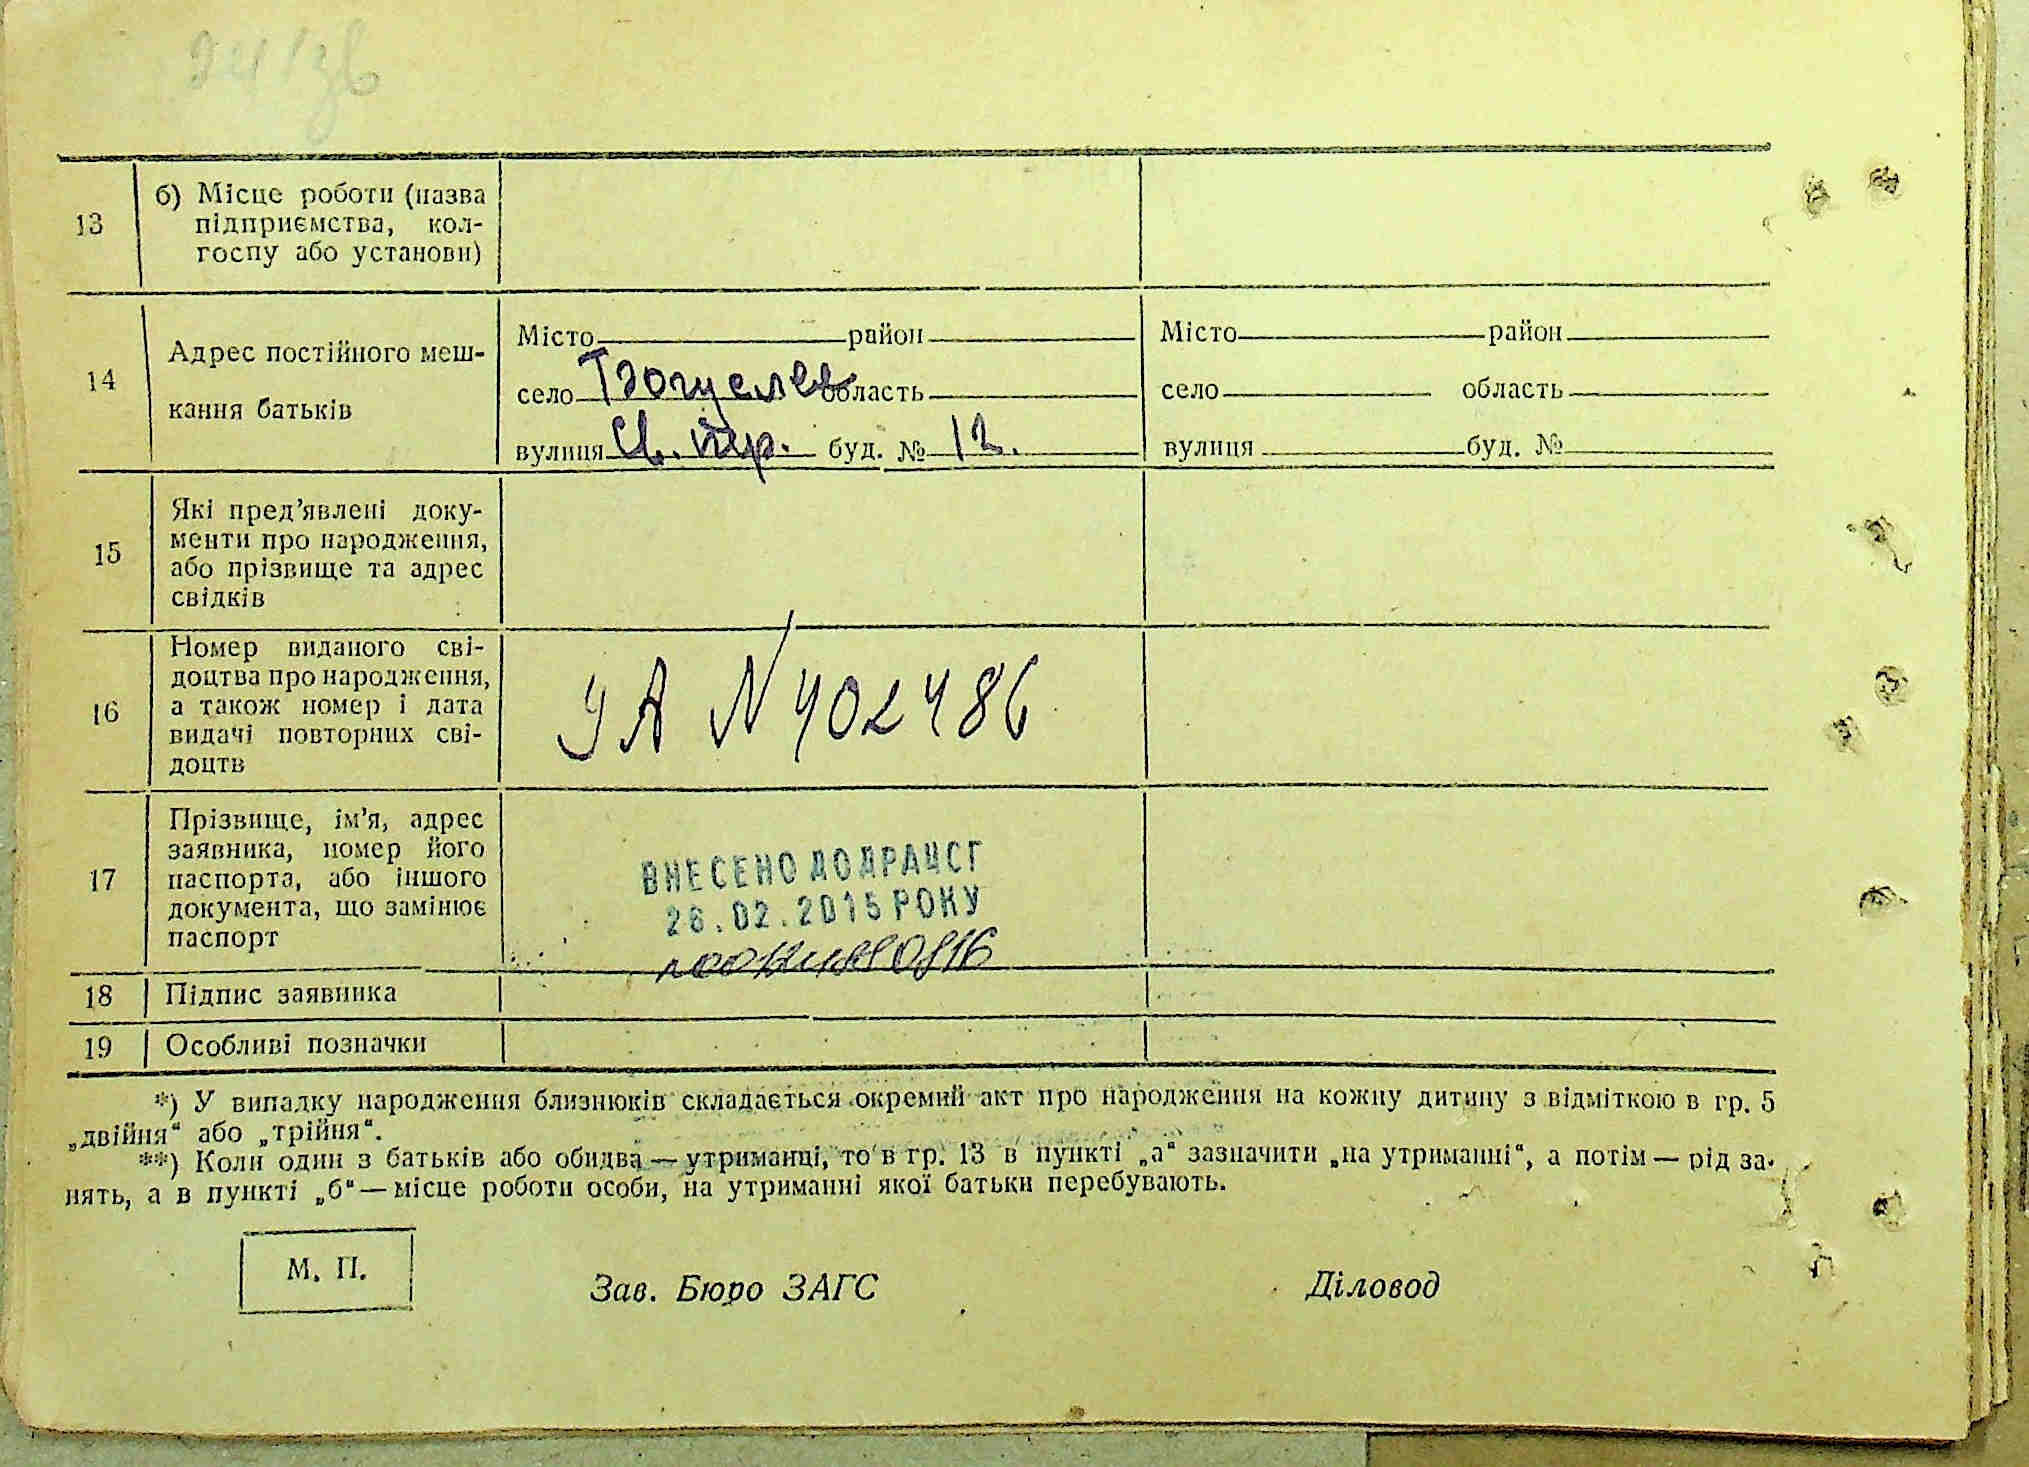 13
б) Місце роботи (назва
підприємства, кол-
госпу або установи)
14
Адрес постійного меш-
кання батьків
Місто район
село Богуслав область
вулиця буд. № 12.
Місто район
село область
вулиця буд. №
15
Які пред'явлені доку-
менти про народження,
або прізвище та адрес
свідків
16
Номер виданого сві-
доцтва про народження,
а також номер і дата
видачі повторних сві-
доцтв
УА N 402486
17
Прізвище, ім'я, адрес
заявника, номер його
паспорта, або іншого
документа, що замінює
паспорт
ВНЕСЕНО ДО ДРАЦСГ
26.02.2015 РОКУ
18
Підпис заявника
19
Особливі позначки
*) У випадку народження близнюків складається окремий акт про народження на кожну дитину з відміткою в гр. 5
„двійня“ або „трійня“.
**) Коли один з батьків або обидва — утриманці, то в гр. 13 в пункті „а“ зазначити „на утриманні“, а потім — рід за-
нять, а в пункті „б“ — місце роботи особи, на утриманні якої батьки перебувають.
М. П.
Зав. Бюро ЗАГС
Діловод